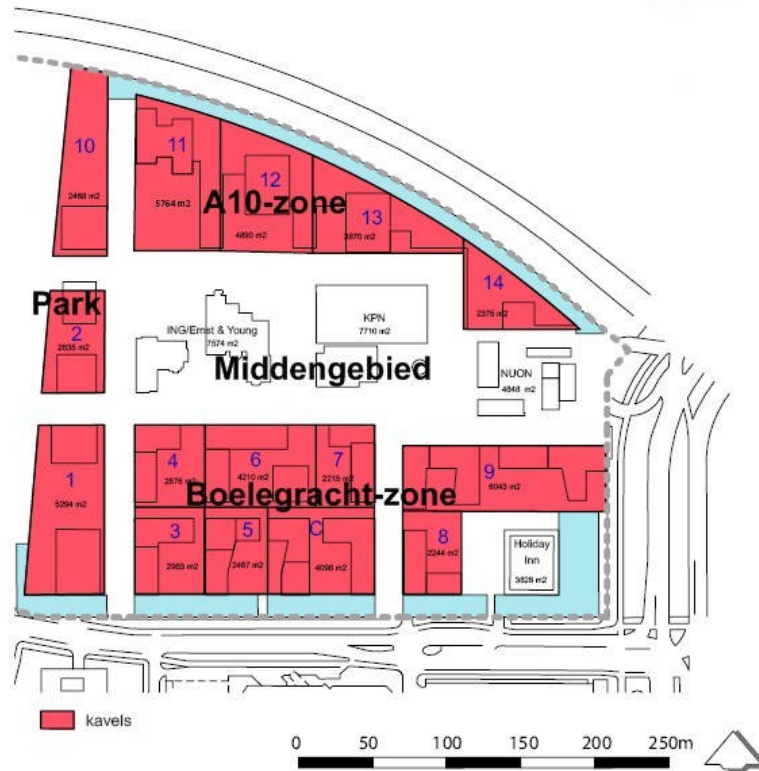 10
11
2468 m2
5764 m2
12
A10-zone
4893 m2
13
3870 m2
14
2375 m2
Park
2
2635 m2
ING/Ernst & Young
7574 m2
KPN
7710 m2
Middengebied
NUON
4848 m2
1
5294 m2
4
2576 m2
6
4210 m2
7
2215 m2
Boelegracht-zone
9
6043 m2
3
2983 m2
5
2467 m2
C
4098 m2
8
2244 m2
Holiday
Inn
3828 m2
kavels
0 50 100 150 200 250m